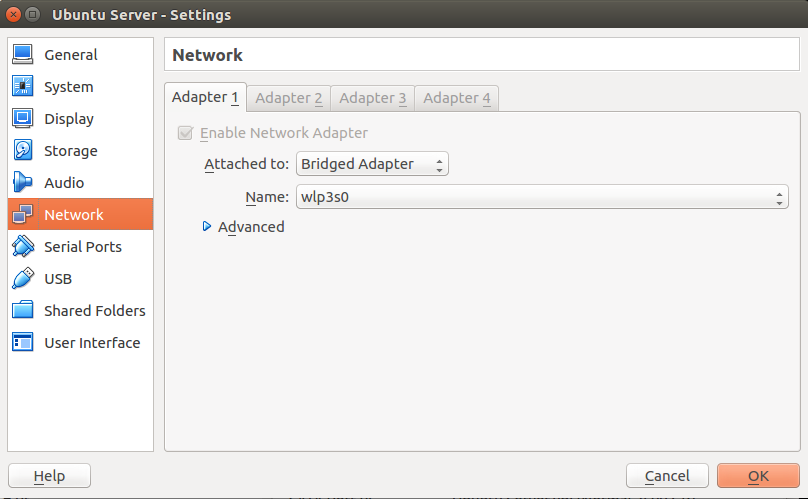 Ubuntu Server - Settings
General
System
Display
Storage
Audio
Network
Serial Ports
USB
Shared Folders
User Interface
Network
Adapter 1 Adapter 2 Adapter 3 Adapter 4
Enable Network Adapter
Attached to: Bridged Adapter
Name: wlp3s0
Advanced
Help Cancel OK